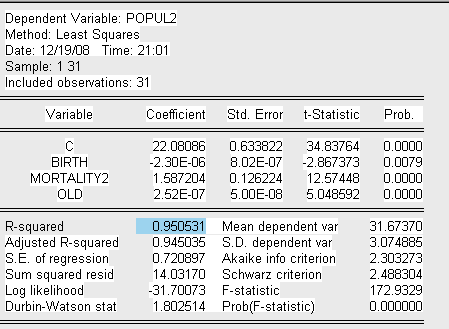 Dependent Variable: POPUL2
Method: Least Squares
Date: 12/19/08 Time: 21:01
Sample: 1 31
Included observations: 31
Variable Coefficient Std. Error t-Statistic Prob.
C 22.08086 0.633822 34.83764 0.0000
BIRTH -2.30E-06 8.02E-07 -2.867373 0.0079
MORTALITY2 1.587204 0.126224 12.57448 0.0000
OLD 2.52E-07 5.00E-08 5.048592 0.0000
R-squared 0.950531 Mean dependent var 31.67370
Adjusted R-squared 0.945035 S.D. dependent var 3.074885
S.E. of regression 0.720897 Akaike info criterion 2.303273
Sum squared resid 14.03170 Schwarz criterion 2.488304
Log likelihood -31.70073 F-statistic 172.9329
Durbin-Watson stat 1.802514 Prob(F-statistic) 0.000000